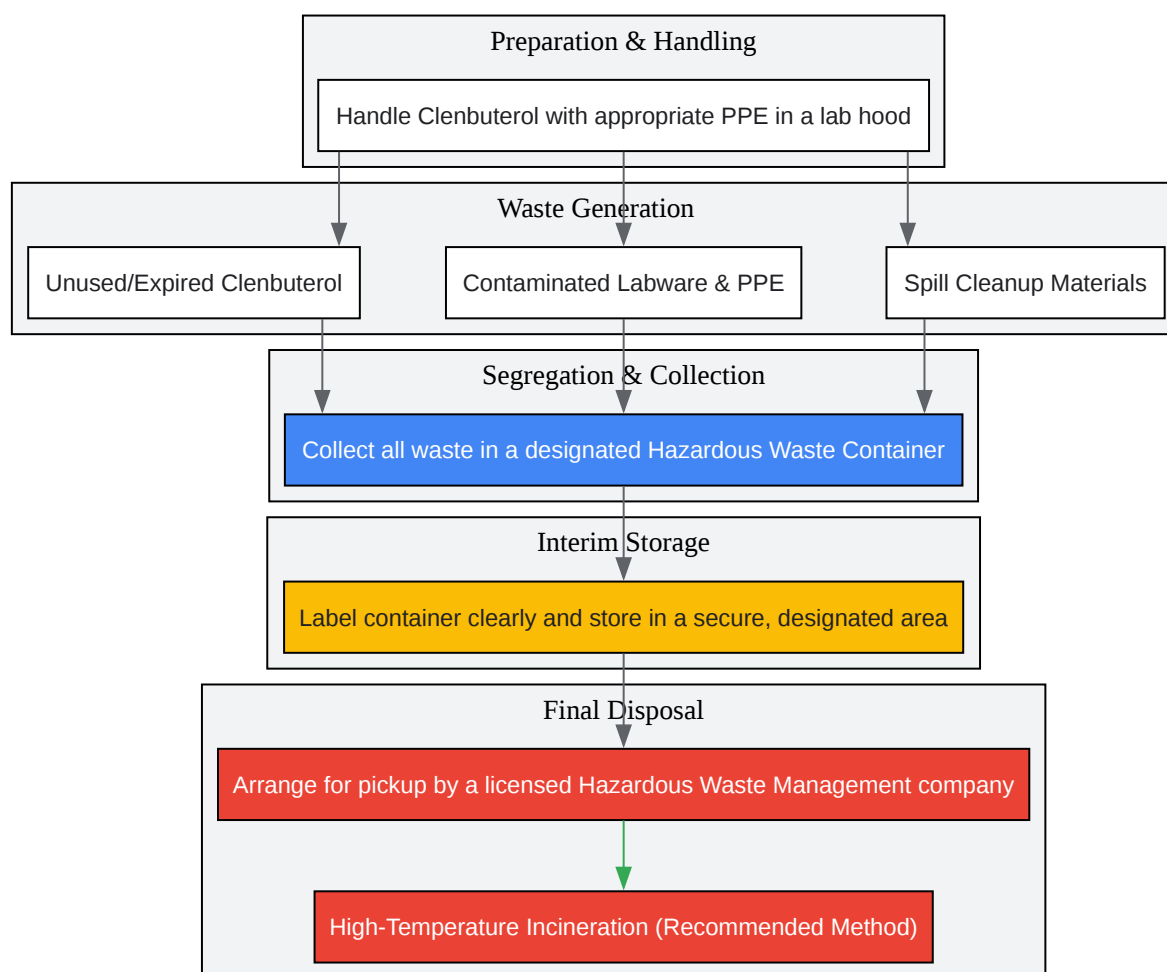 Preparation & Handling
Handle Clenbuterol with appropriate PPE in a lab hood
Waste Generation
Unused/Expired Clenbuterol
Contaminated Labware & PPE
Spill Cleanup Materials
Segregation & Collection
Collect all waste in a designated Hazardous Waste Container
Interim Storage
Label container clearly and store in a secure, designated area
Final Disposal
Arrange for pickup by a licensed Hazardous Waste Management company
High-Temperature Incineration (Recommended Method)